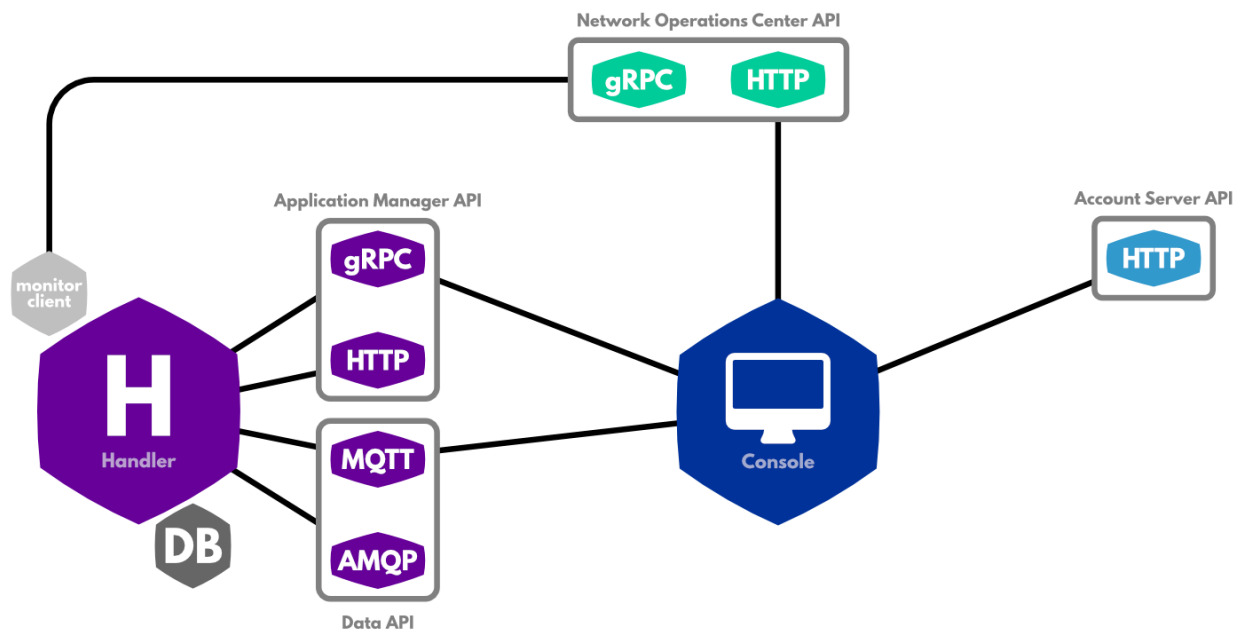 Network Operations Center API
gRPC
HTTP
Application Manager API
Account Server API
gRPC
HTTP
monitor
client
HTTP
H
Handler
MQTT
Console
DB
AMQP
Data API